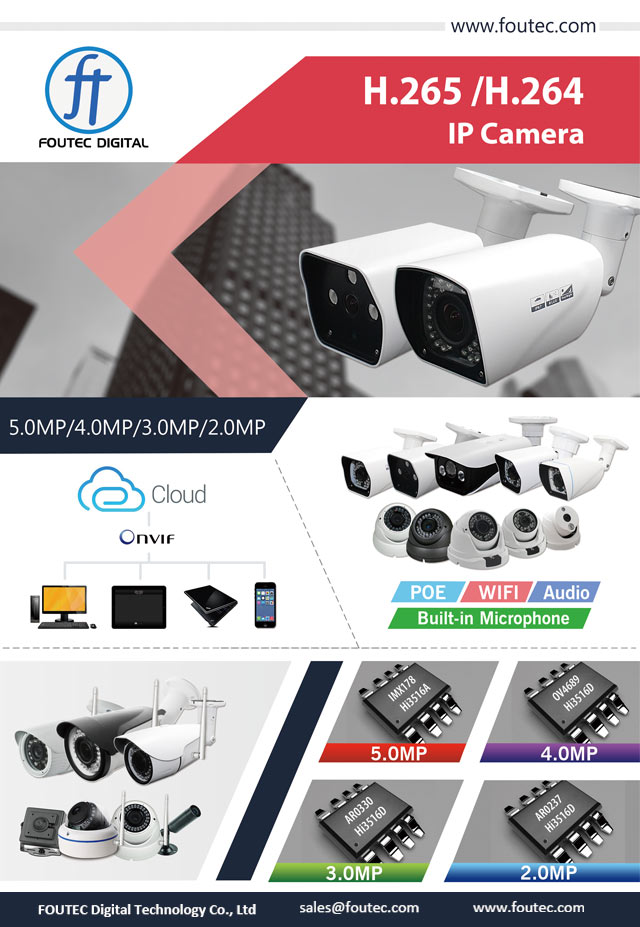 www.foutec.com
ft
FOUTEC DIGITAL
H.265 /H.264
IP Camera
5.0MP/4.0MP/3.0MP/2.0MP
Cloud
ONVIF
POE
WIFI
Audio
Built-in Microphone
IMX178
Hi3516A
5.0MP
OV4689
Hi3516D
4.0MP
AR0330
Hi3516D
3.0MP
AR0237
Hi3516D
2.0MP
FOUTEC Digital Technology Co., Ltd
sales@foutec.com
www.foutec.com